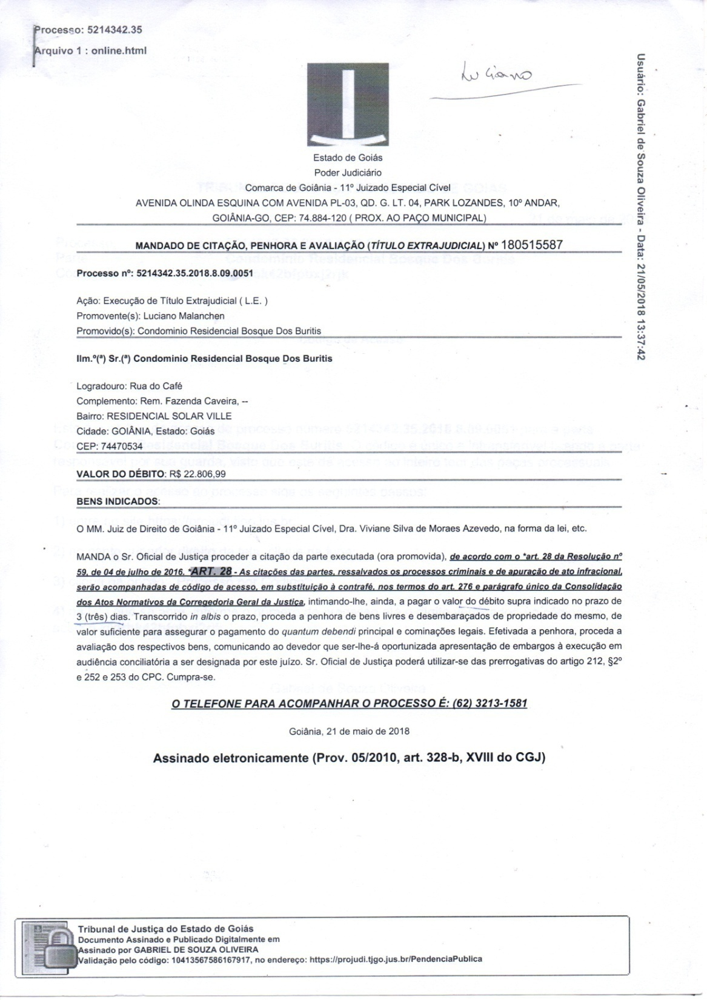 Processo: 5214342.35
Arquivo 1 : online.html
Luciano
Usuário: Gabriel de Souza Oliveira - Data: 21/05/2018 13:37:42
Estado de Goiás
Poder Judiciário
Comarca de Goiânia - 11º Juizado Especial Cível
AVENIDA OLINDA ESQUINA COM AVENIDA PL-03, QD. G. LT. 04, PARK LOZANDES, 10º ANDAR,
GOIÂNIA-GO, CEP: 74.884-120 ( PROX. AO PAÇO MUNICIPAL)
MANDADO DE CITAÇÃO, PENHORA E AVALIAÇÃO (TÍTULO EXTRAJUDICIAL) Nº 180515587
Processo nº: 5214342.35.2018.8.09.0051
Ação: Execução de Título Extrajudicial ( L.E. )
Promovente(s): Luciano Malanchen
Promovido(s): Condominio Residencial Bosque Dos Buritis
Ilm.º(ª) Sr.(ª) Condominio Residencial Bosque Dos Buritis
Logradouro: Rua do Café
Complemento: Rem. Fazenda Caveira, --
Bairro: RESIDENCIAL SOLAR VILLE
Cidade: GOIÂNIA, Estado: Goiás
CEP: 74470534
VALOR DO DÉBITO: R$ 22.806,99
BENS INDICADOS:
O MM. Juiz de Direito de Goiânia - 11º Juizado Especial Cível, Dra. Viviane Silva de Moraes Azevedo, na forma da lei, etc.
MANDA o Sr. Oficial de Justiça proceder a citação da parte executada (ora promovida), de acordo com o *art. 28 da Resolução nº
59, de 04 de julho de 2016. *ART. 28 - As citações das partes, ressalvados os processos criminais e de apuração de ato infracional,
serão acompanhadas de código de acesso, em substituição à contrafé, nos termos do art. 276 e parágrafo único da Consolidação
dos Atos Normativos da Corregedoria Geral da Justiça, intimando-lhe, ainda, a pagar o valor do débito supra indicado no prazo de
3 (três) dias. Transcorrido in albis o prazo, proceda a penhora de bens livres e desembaraçados de propriedade do mesmo, de
valor suficiente para assegurar o pagamento do quantum debendi principal e cominações legais. Efetivada a penhora, proceda a
avaliação dos respectivos bens, comunicando ao devedor que ser-lhe-á oportunizada apresentação de embargos à execução em
audiência conciliatória a ser designada por este juízo. Sr. Oficial de Justiça poderá utilizar-se das prerrogativas do artigo 212, §2º
e 252 e 253 do CPC. Cumpra-se.
O TELEFONE PARA ACOMPANHAR O PROCESSO É: (62) 3213-1581
Goiânia, 21 de maio de 2018
Assinado eletronicamente (Prov. 05/2010, art. 328-b, XVIII do CGJ)
Tribunal de Justiça do Estado de Goiás
Documento Assinado e Publicado Digitalmente em
Assinado por GABRIEL DE SOUZA OLIVEIRA
Validação pelo código: 10413567586167917, no endereço: https://projudi.tjgo.jus.br/PendenciaPublica